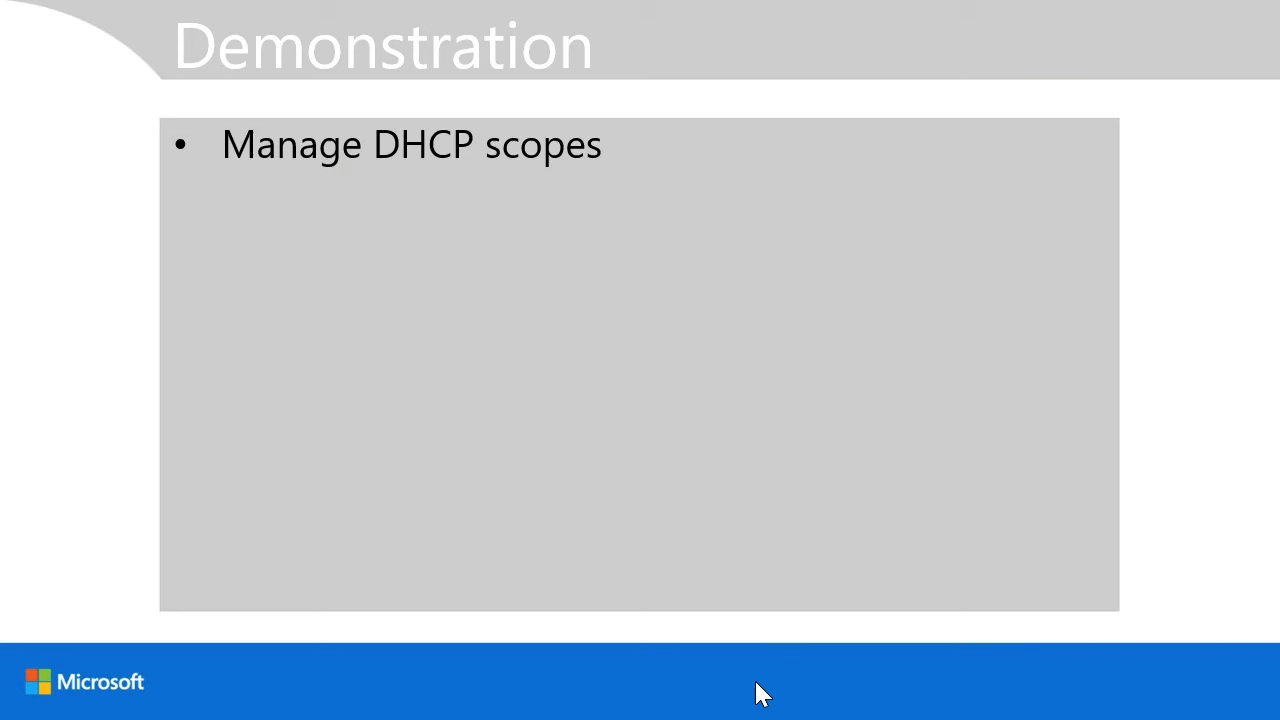 Demonstration
• Manage DHCP scopes
Microsoft